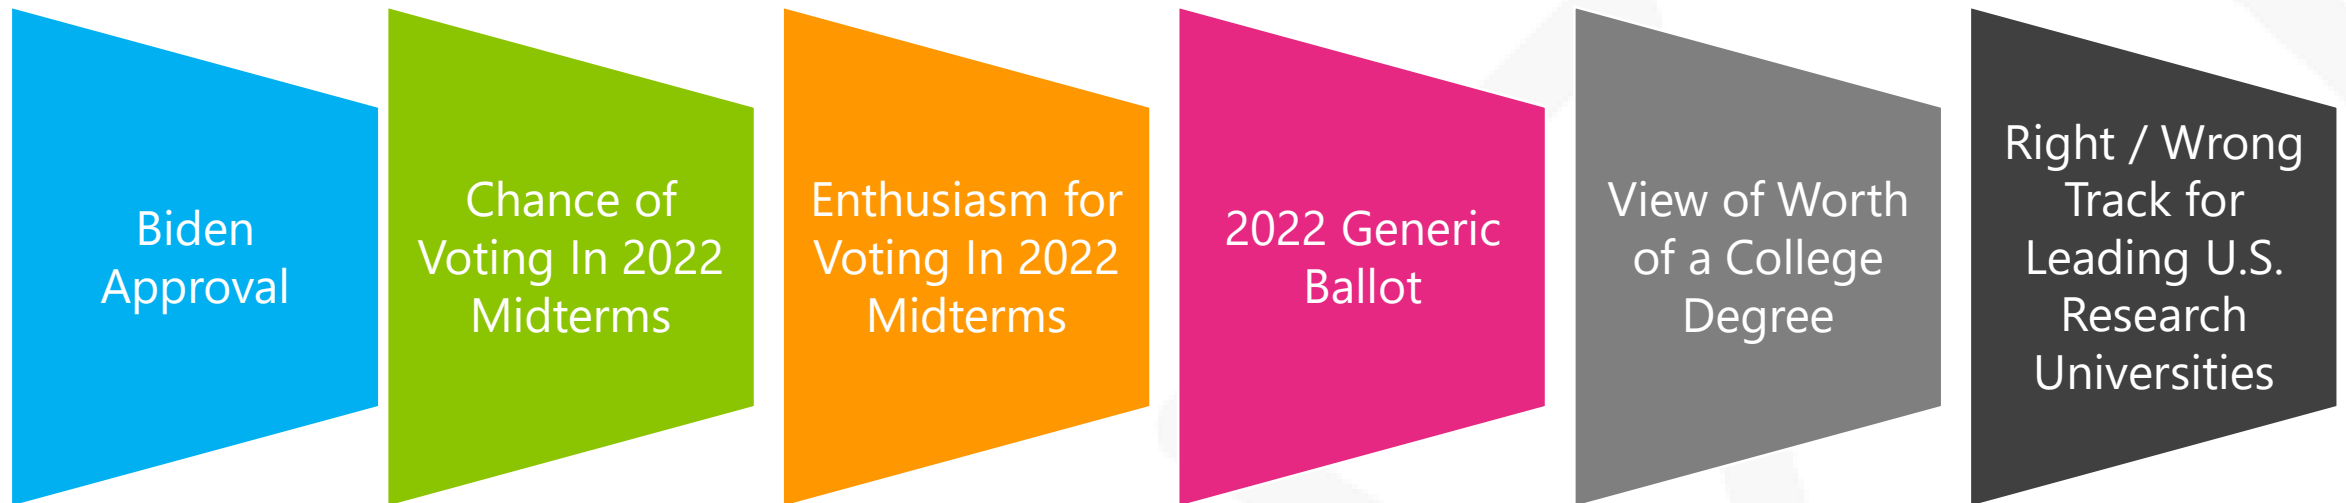 Biden
Approval
Chance of
Voting In 2022
Midterms
Enthusiasm for
Voting In 2022
Midterms
2022 Generic
Ballot
View of Worth
of a College
Degree
Right / Wrong
Track for
Leading U.S.
Research
Universities